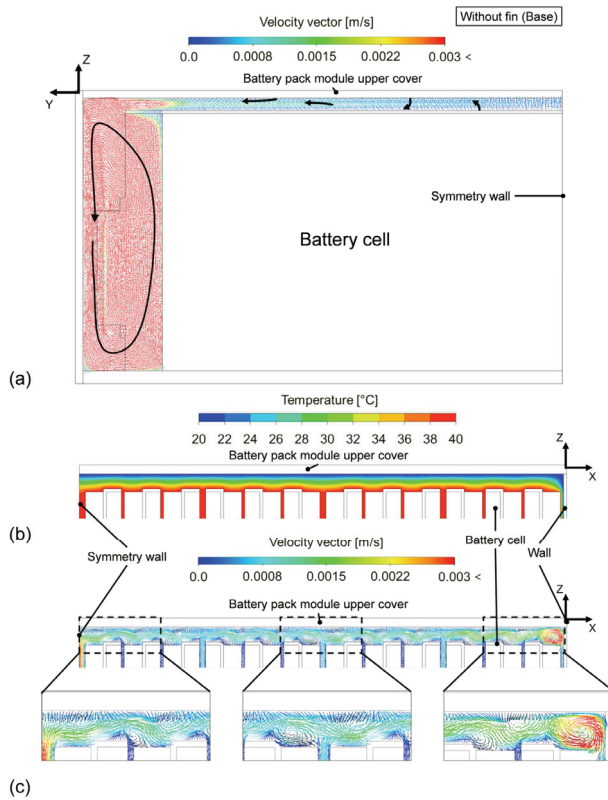 Velocity vector [m/s]
Without fin (Base)
0.0 0.0008 0.0015 0.0022 0.003 <
Battery pack module upper cover
Z
Y
Symmetry wall
Battery cell
(a)
Temperature [°C]
20 22 24 26 28 30 32 34 36 38 40
Battery pack module upper cover
Z
X
(b)
Symmetry wall
Battery cell
Wall
Velocity vector [m/s]
0.0 0.0008 0.0015 0.0022 0.003 <
Battery pack module upper cover
Z
X
(c)